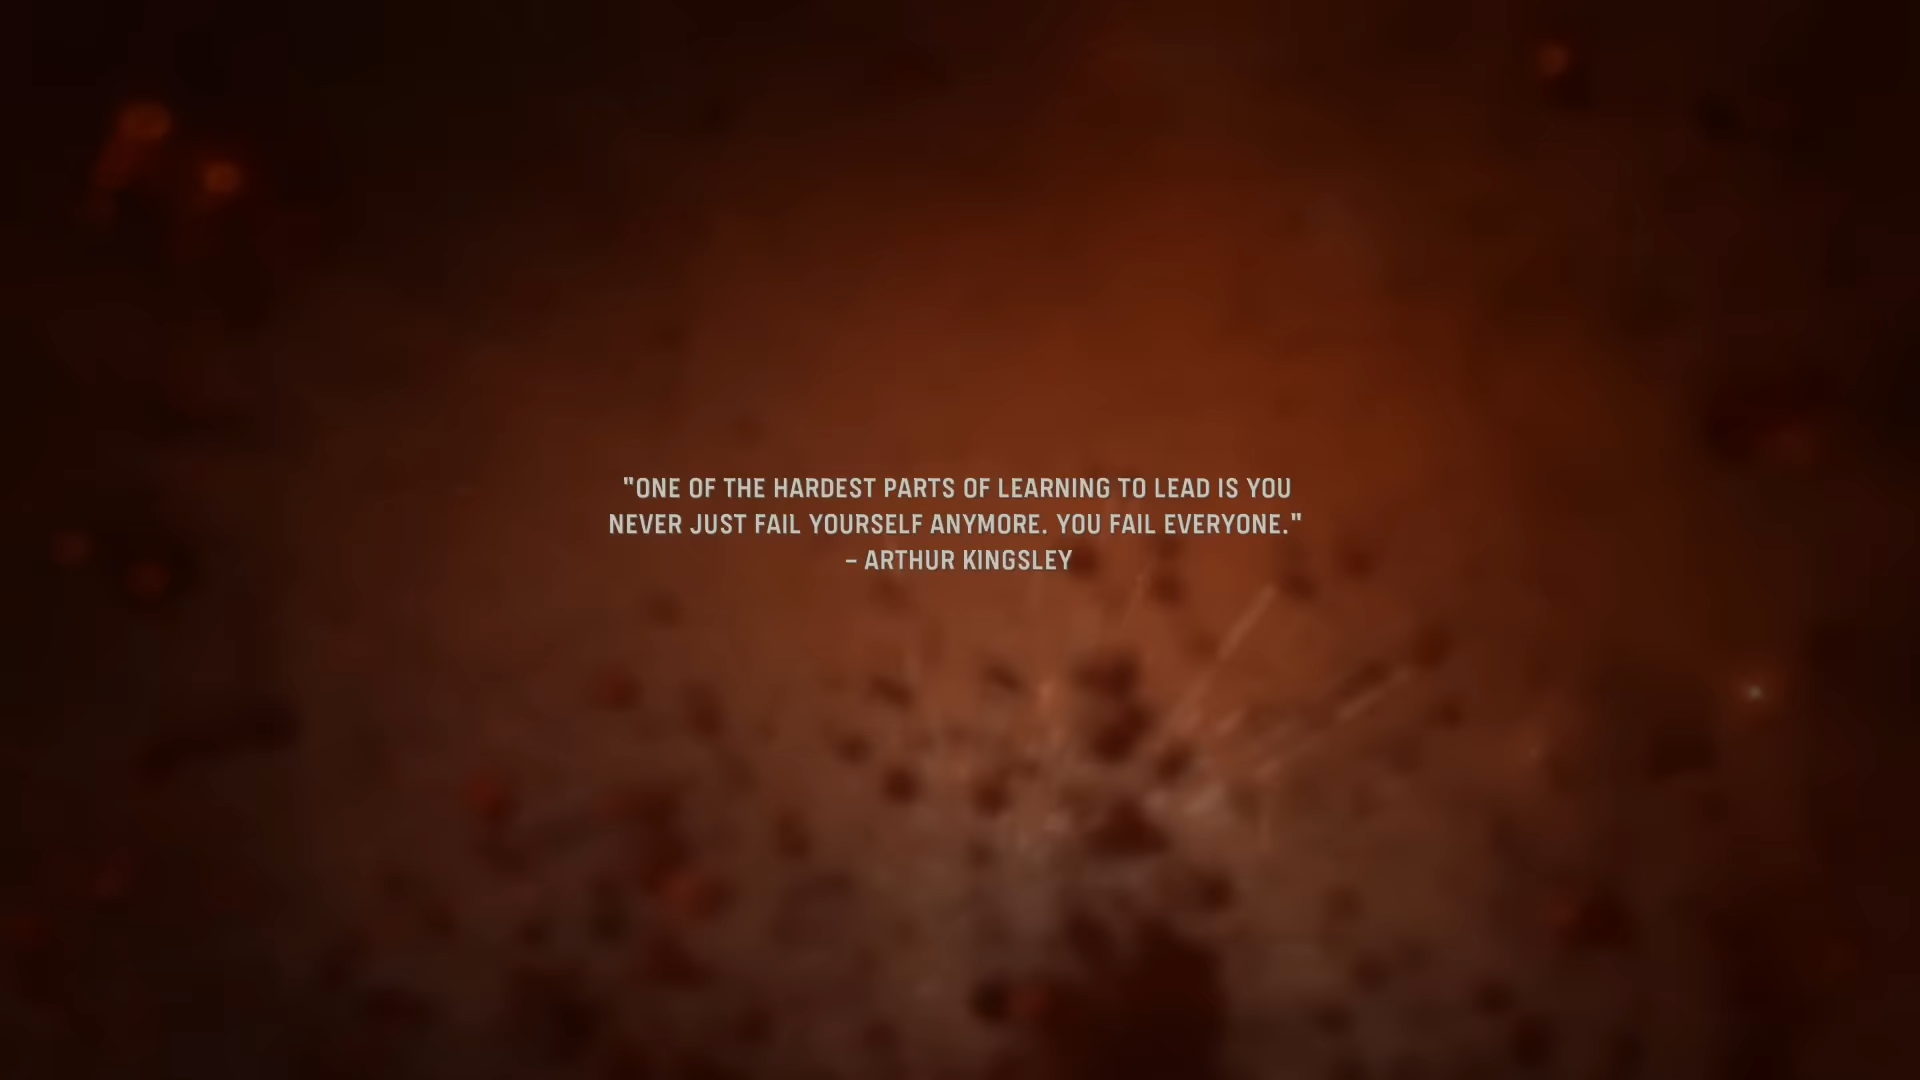 "ONE OF THE HARDEST PARTS OF LEARNING TO LEAD IS YOU
NEVER JUST FAIL YOURSELF ANYMORE. YOU FAIL EVERYONE."
– ARTHUR KINGSLEY